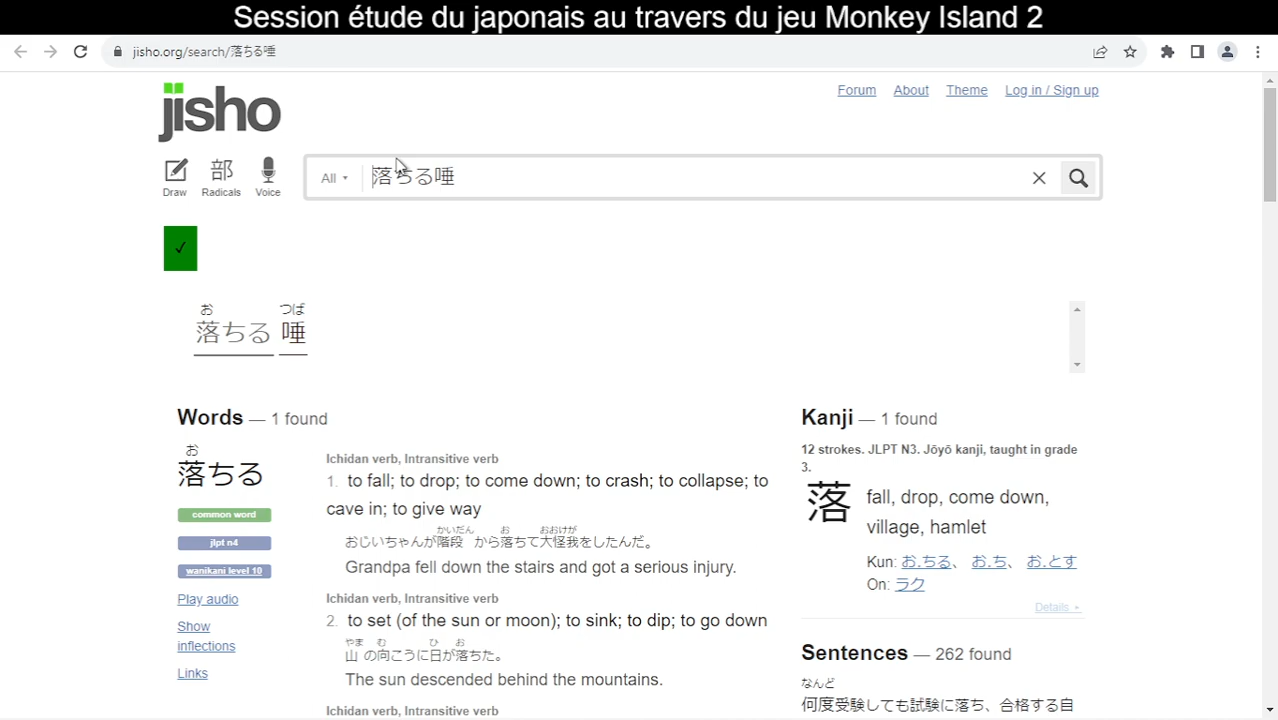 Session étude du japonais au travers du jeu Monkey Island 2
jisho.org/search/落ちる唾
jisho
Forum About Theme Log in / Sign up
Draw Radicals Voice
All 落ちる唾
✓
お つば
落ちる 唾
Words — 1 found
お
落ちる
common word
jlpt n4
wanikani level 10
Play audio
Show
inflections
Links
Ichidan verb, Intransitive verb
1. to fall; to drop; to come down; to crash; to collapse; to
cave in; to give way
かいだん お おおけが
おじいちゃんが階段から落ちて大怪我をしたんだ。
Grandpa fell down the stairs and got a serious injury.
Ichidan verb, Intransitive verb
2. to set (of the sun or moon); to sink; to dip; to go down
やま む ひ お
山の向こうに日が落ちた。
The sun descended behind the mountains.
Ichidan verb, Intransitive verb
Kanji — 1 found
12 strokes. JLPT N3. Jōyō kanji, taught in grade
3.
落
fall, drop, come down,
village, hamlet
Kun: お.ちる、 お.ち、 お.とす
On: ラク
Details
Sentences — 262 found
なんど
何度受験しても試験に落ち、合格する自